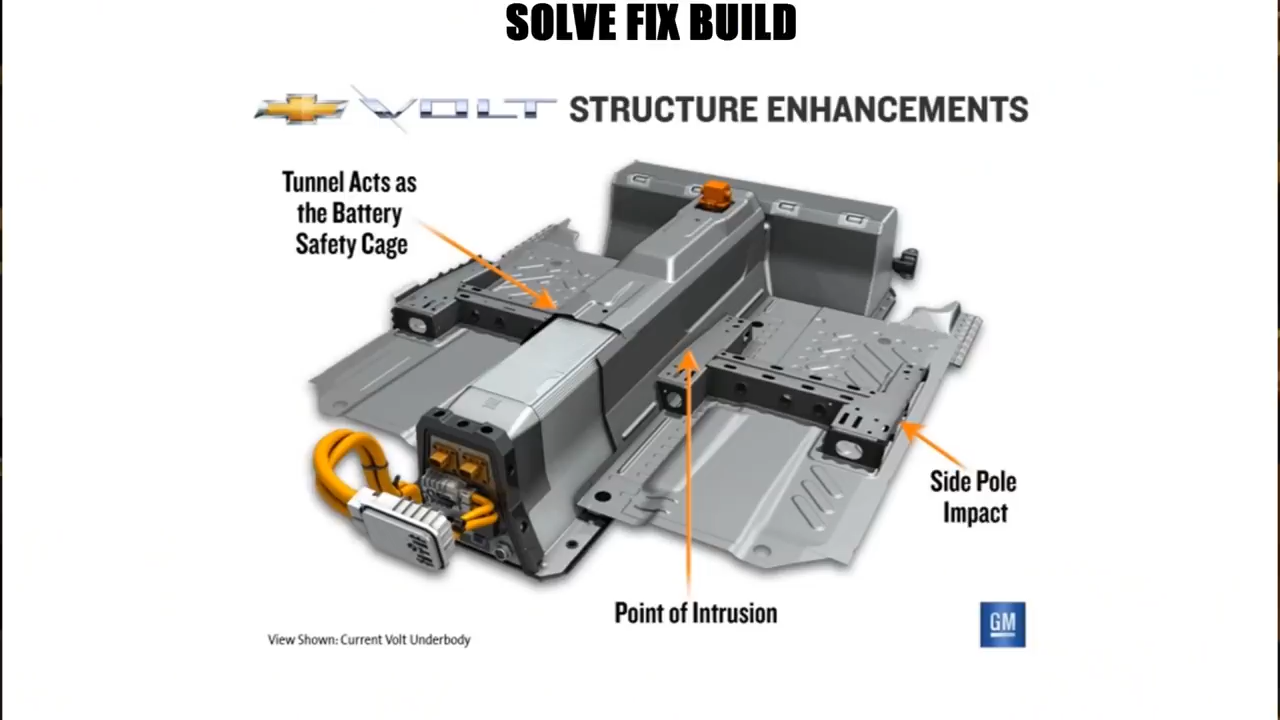 SOLVE FIX BUILD
VOLT STRUCTURE ENHANCEMENTS
Tunnel Acts as
the Battery
Safety Cage
Side Pole
Impact
Point of Intrusion
View Shown: Current Volt Underbody
GM